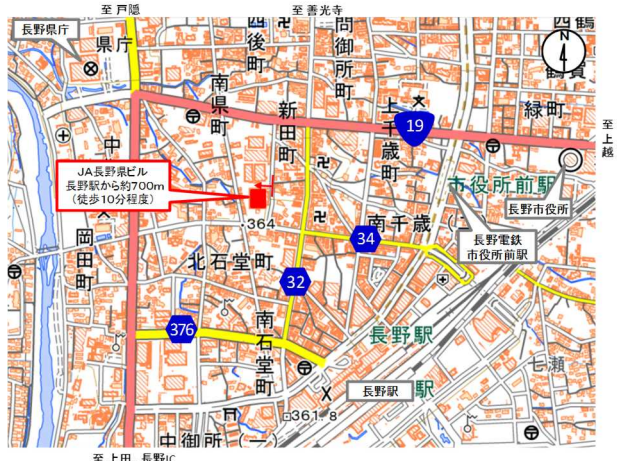 至 戸隠
至 善光寺
長野県庁
県庁
西後町
問御所町
西鶴
鶴賀
緑町
南県町
新田町
上千歳町
19
至上越
中
岡田町
JA長野県ビル
長野駅から約700m
(徒歩10分程度)
市役所前駅
長野市役所
364
南千歳
34
長野電鉄
市役所前駅
北石堂町
32
376
南石堂町
長野駅
七瀬
長野駅
駅
361.8
中御所(一)
至 上田 長野IC